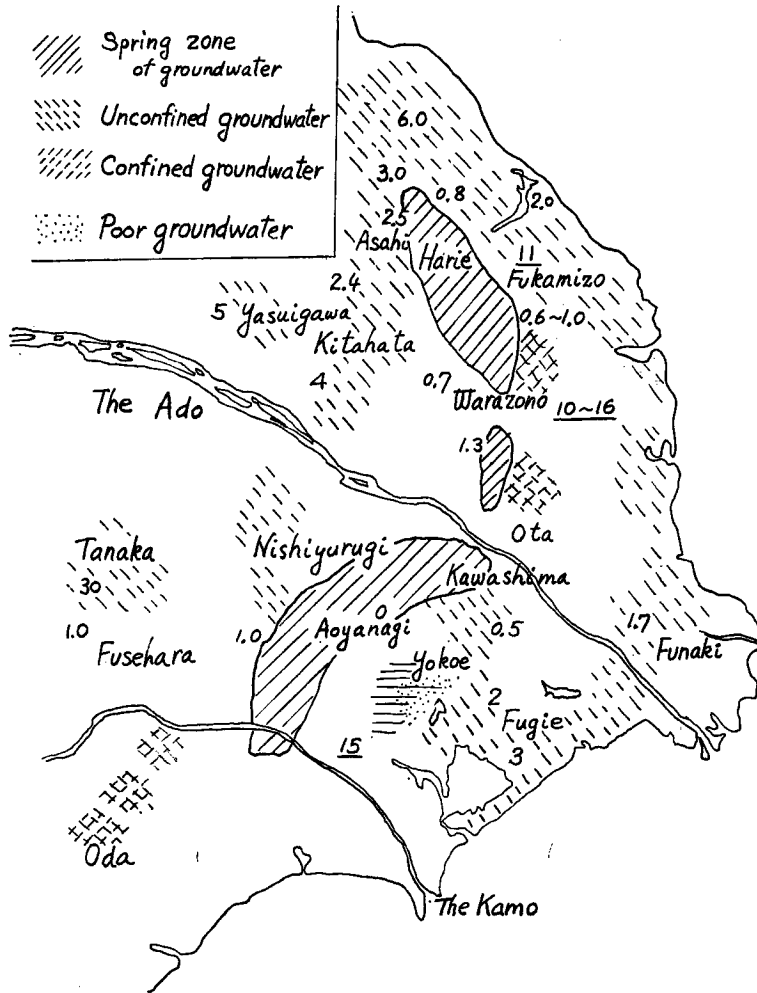 Spring zone
of groundwater
Unconfined groundwater
Confined groundwater
Poor groundwater
6.0
3.0
0.8
2.0
2.5
Asahi
Harie
11
Fukamizo
2.4
5 Yasuigawa
0.6~1.0
Kitahata
4
0.7
Warazono
10~16
The Ado
1.3
Ota
Tanaka
Nishiyurugi
30
Kawashima
1.0
Fusehara
1.0
Aoyanagi
0
0.5
1.7
Funaki
Yokoe
2
Fugie
15
3
Oda
The Kamo